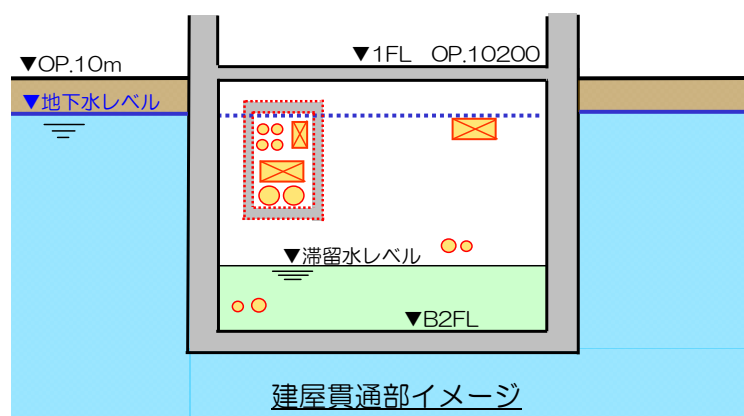 ▼1FL OP.10200
▼OP.10m
▼地下水レベル
▼滞留水レベル
▼B2FL
建屋貫通部イメージ